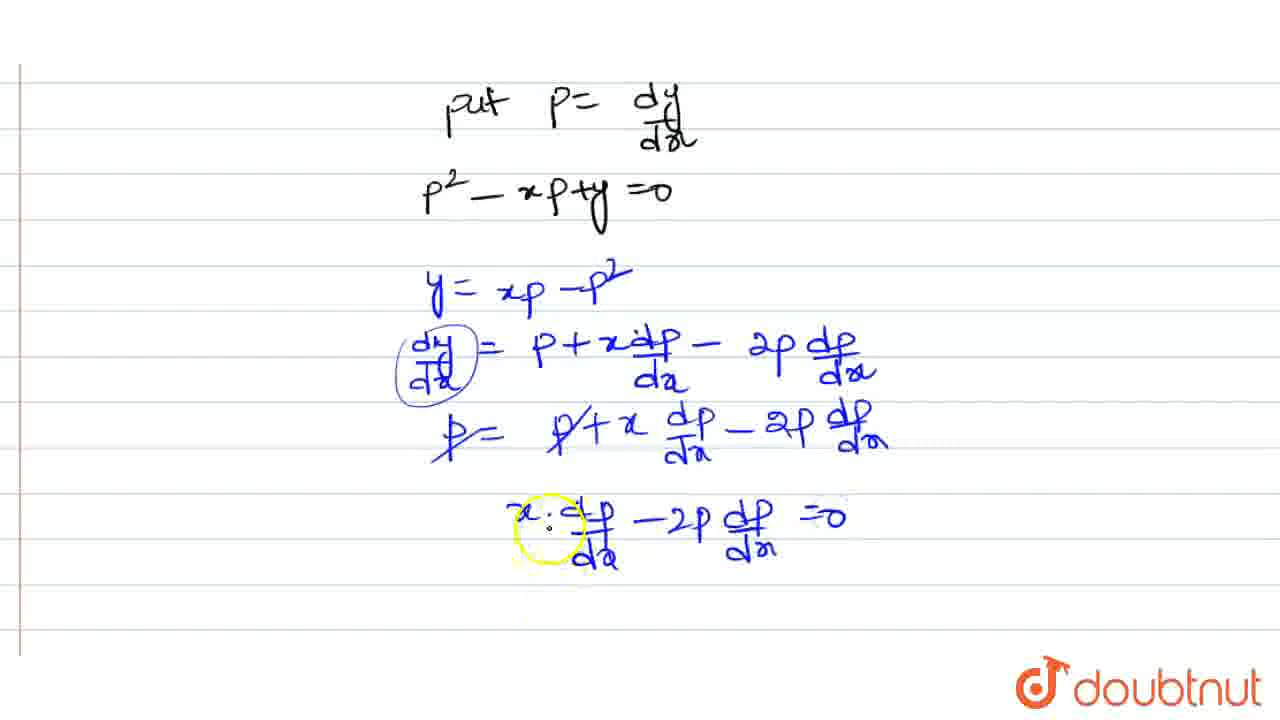 put p = dy/dx
p² - xp + y = 0
y = xp - p²
dy/dx = p + x dp/dx - 2p dp/dx
p = p + x dp/dx - 2p dp/dx
x . dp/dx - 2p dp/dx = 0
doubtnut